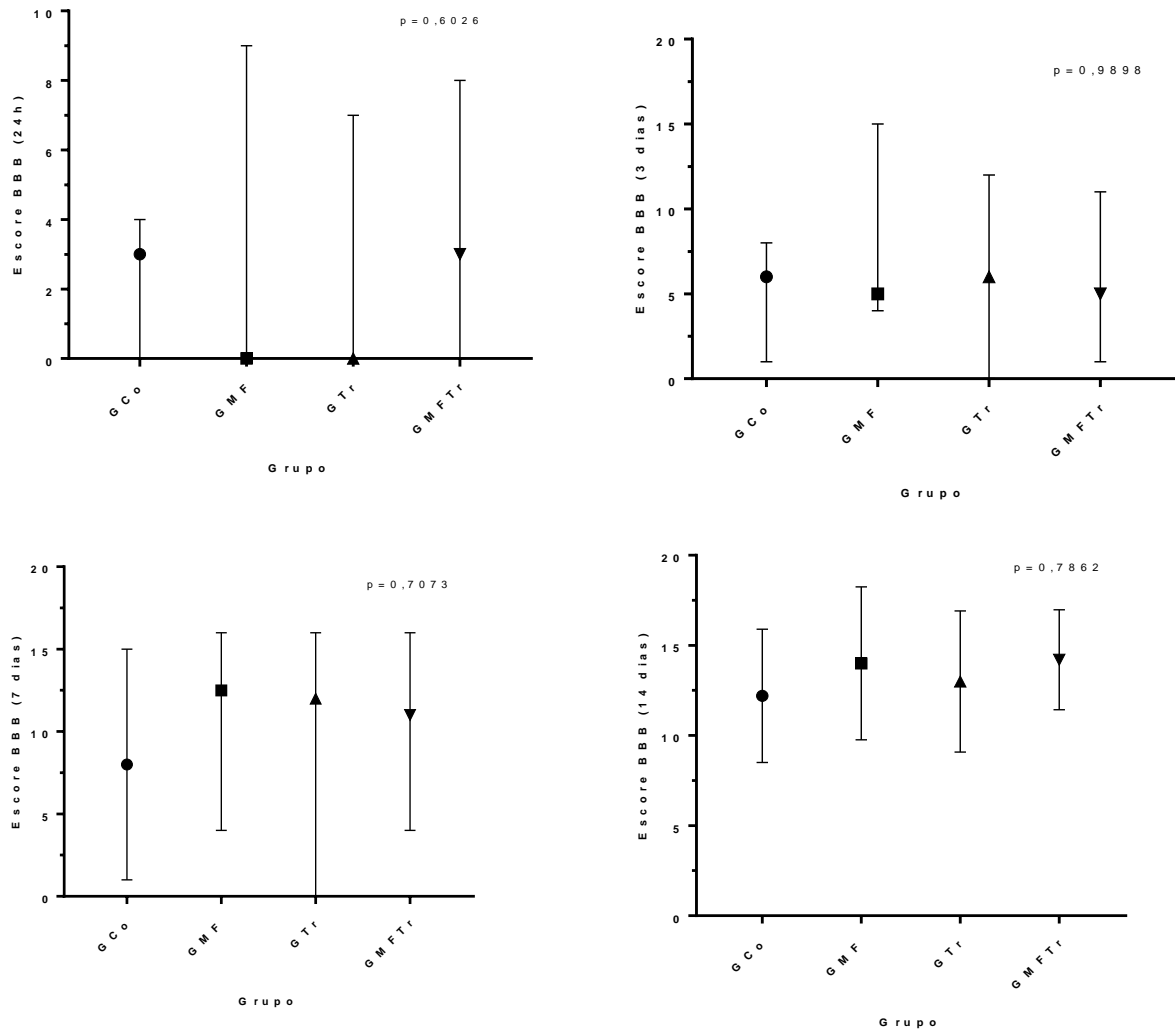 Escore BBB (24h)
10
8
6
4
2
0
p=0,6026
GCo
GMF
GTr
GMFTr
Grupo
Escore BBB (3 dias)
20
15
10
5
0
p=0,9898
GCo
GMF
GTr
GMFTr
Grupo
Escore BBB (7 dias)
20
15
10
5
0
p=0,7073
GCo
GMF
GTr
GMFTr
Grupo
Escore BBB (14 dias)
20
15
10
5
0
p=0,7862
GCo
GMF
GTr
GMFTr
Grupo